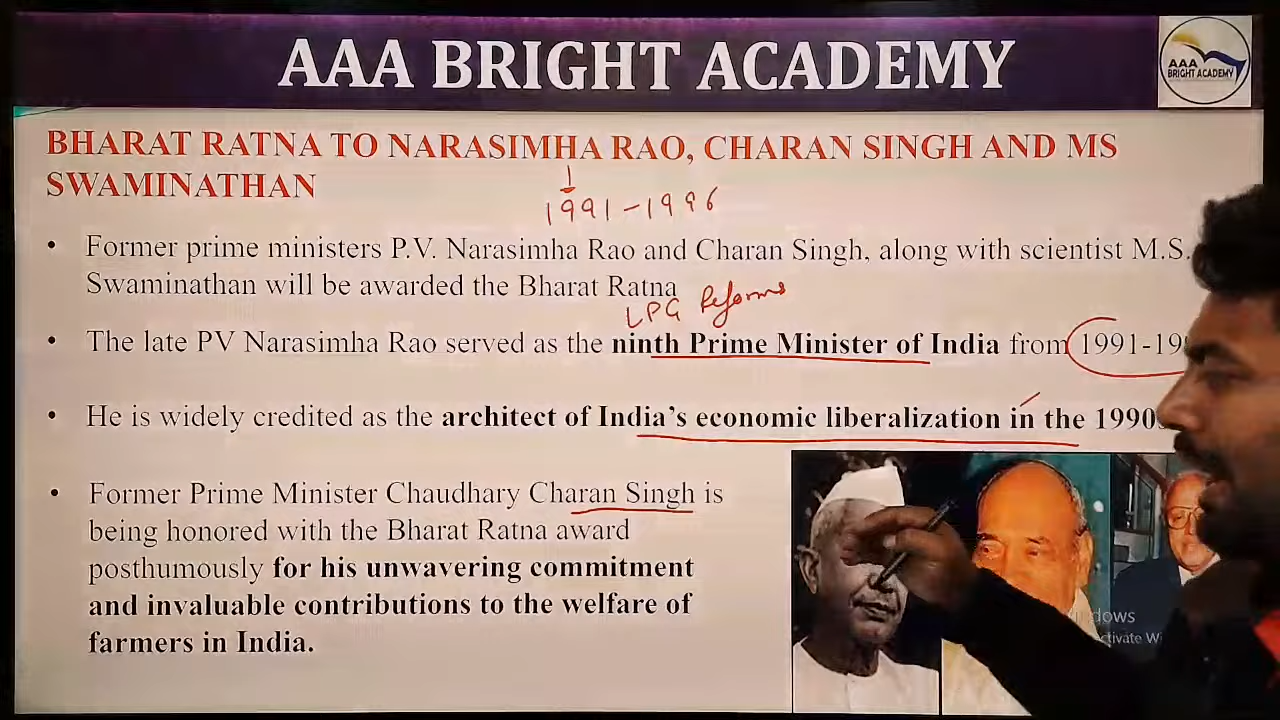 AAA BRIGHT ACADEMY
AAA
BRIGHT ACADEMY
BHARAT RATNA TO NARASIMHA RAO, CHARAN SINGH AND MS
SWAMINATHAN
1991-1996
• Former prime ministers P.V. Narasimha Rao and Charan Singh, along with scientist M.S.
Swaminathan will be awarded the Bharat Ratna
LPG Reforms
• The late PV Narasimha Rao served as the ninth Prime Minister of India from 1991-19
• He is widely credited as the architect of India's economic liberalization in the 1990
• Former Prime Minister Chaudhary Charan Singh is
being honored with the Bharat Ratna award
posthumously for his unwavering commitment
and invaluable contributions to the welfare of
farmers in India.